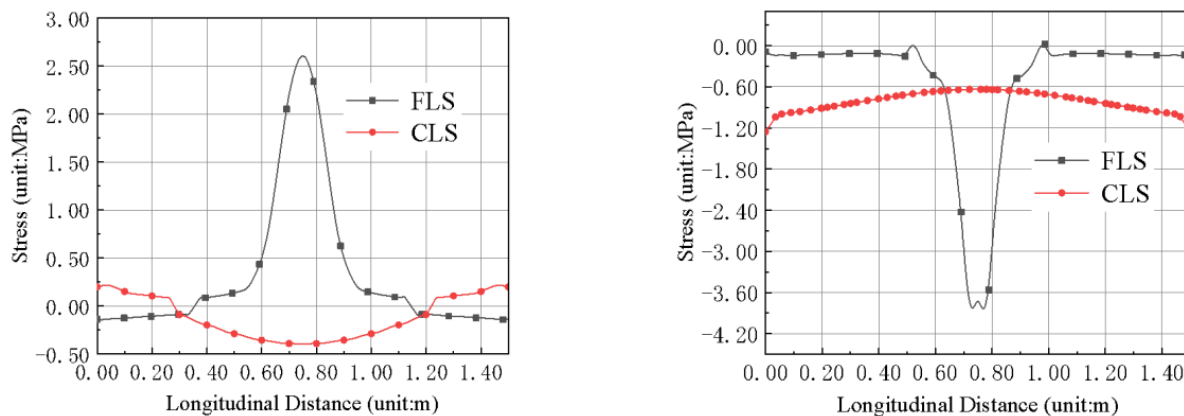 3.00
2.50
2.00
1.50
1.00
0.50
0.00
-0.50
Stress (unit:MPa)
FLS
CLS
0.00 0.20 0.40 0.60 0.80 1.00 1.20 1.40
Longitudinal Distance (unit:m)
0.00
-0.60
-1.20
-1.80
-2.40
-3.00
-3.60
-4.20
Stress (unit:MPa)
FLS
CLS
0.00 0.20 0.40 0.60 0.80 1.00 1.20 1.40
Longitudinal Distance (unit:m)